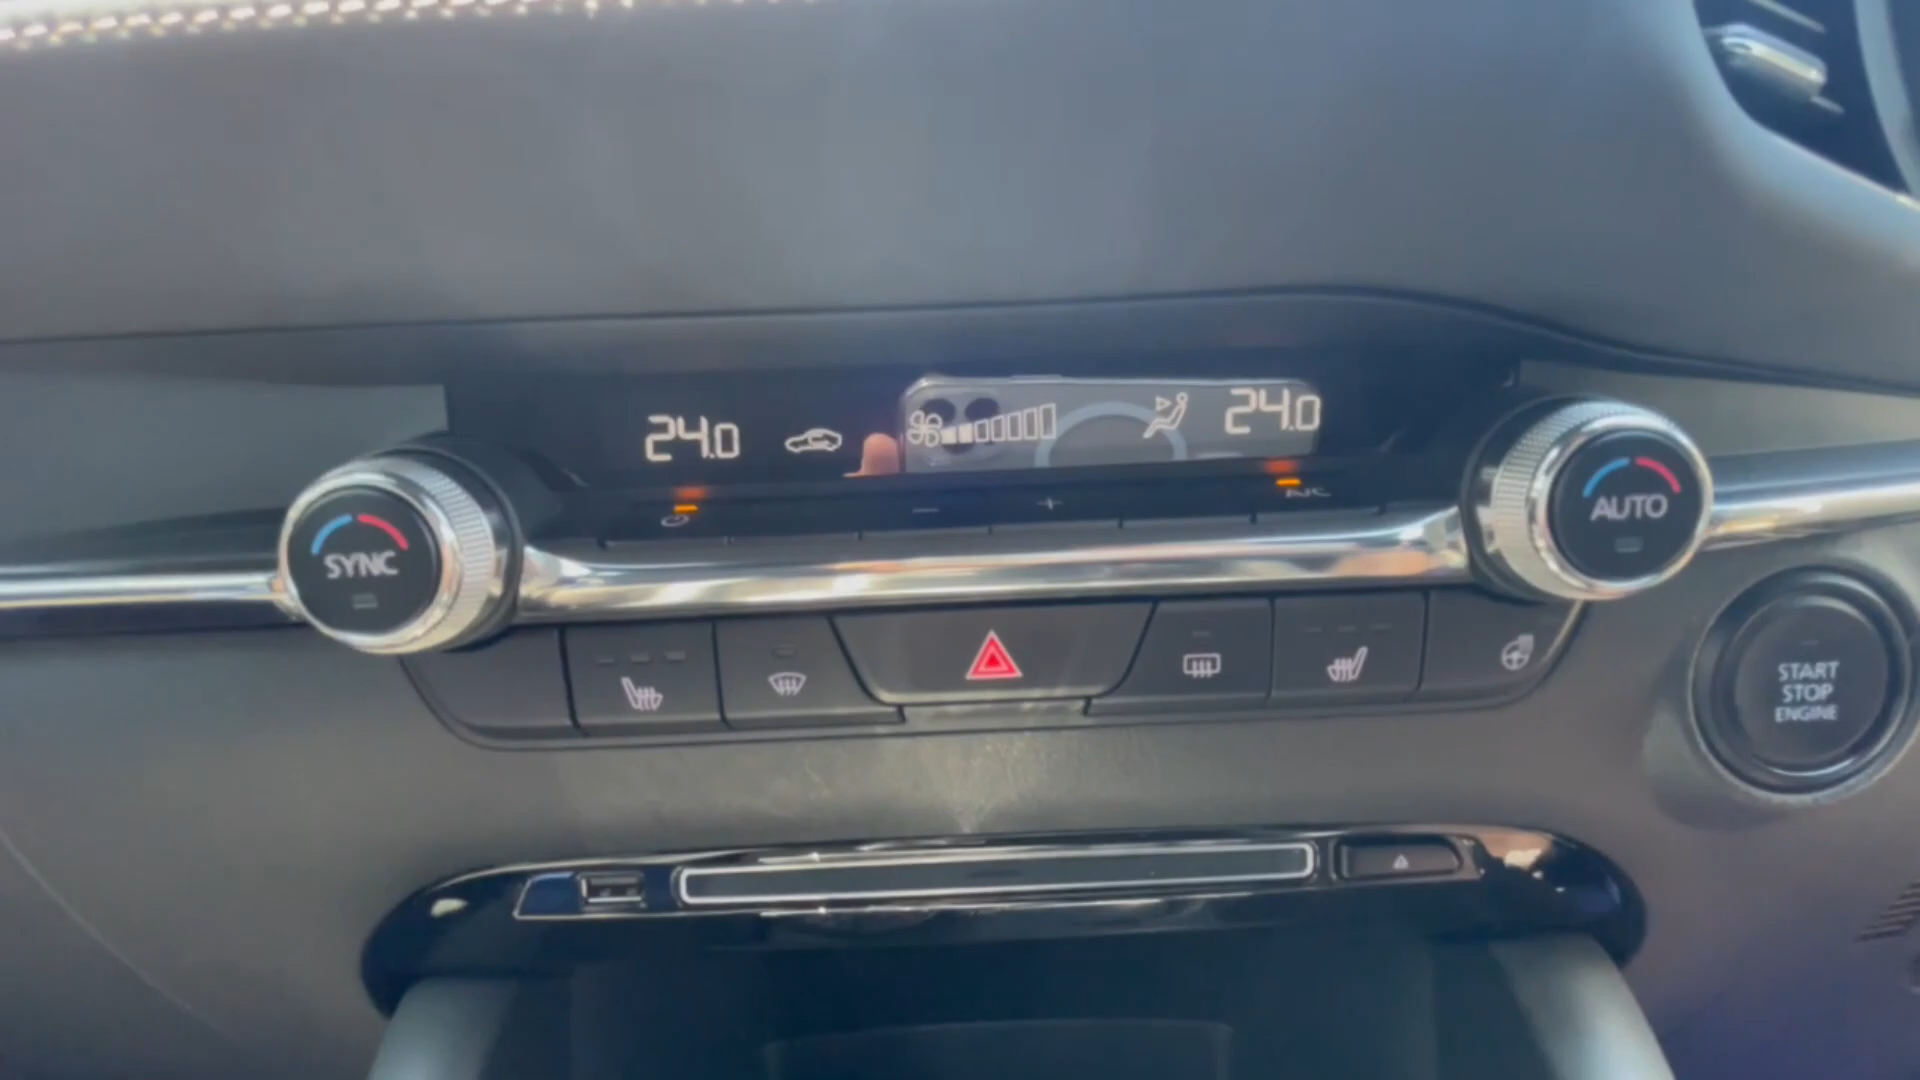 24.0
24.0
A/C
SYNC
AUTO
START
STOP
ENGINE